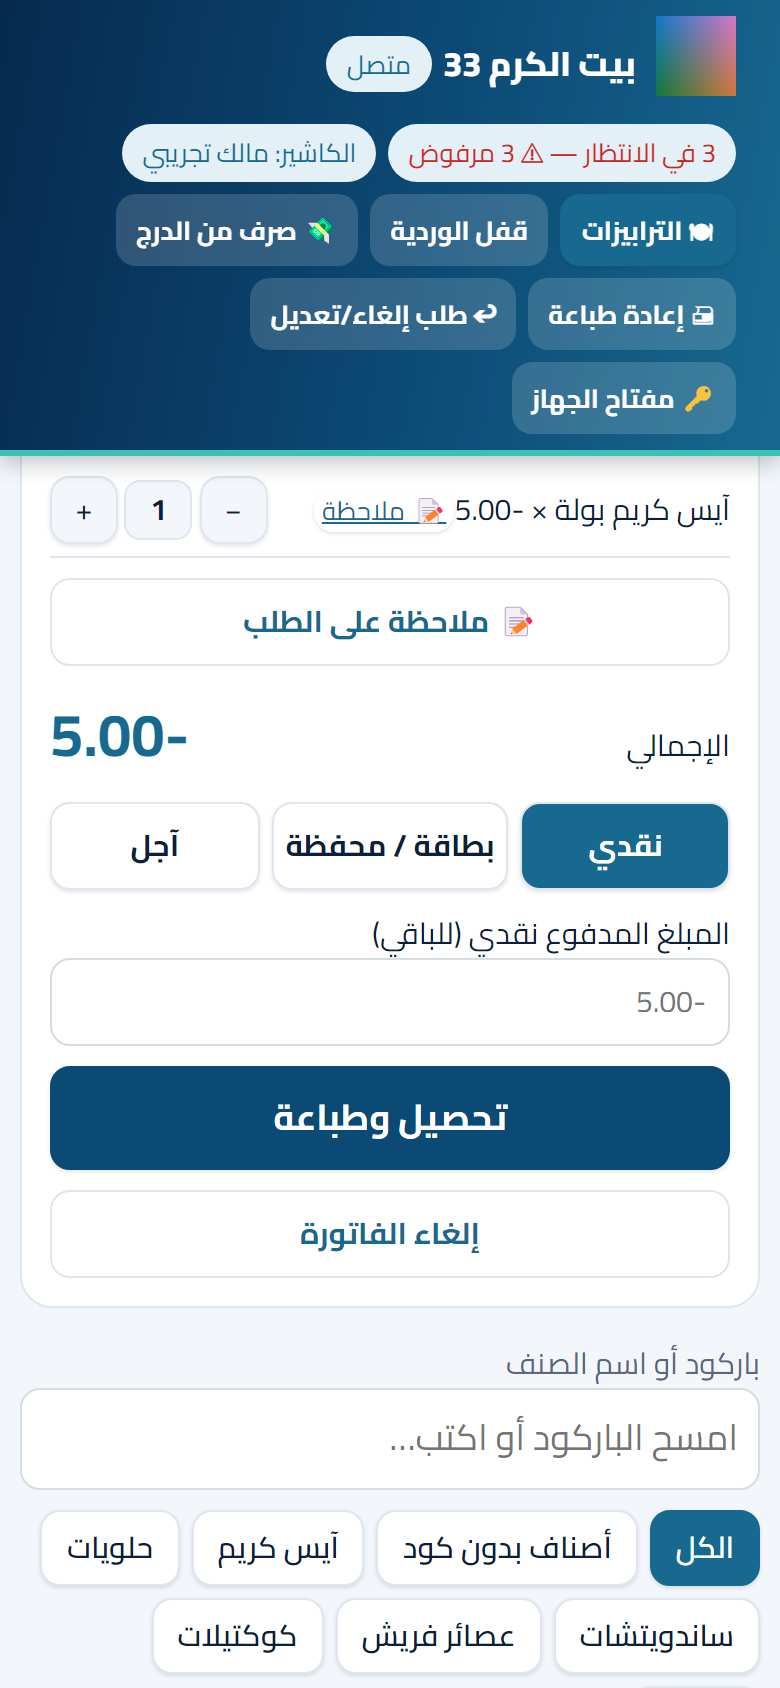 بيت الكرم 33 متصل
3 في الانتظار — ⚠ 3 مرفوض الكاشير: مالك تجريبي
🍽 الترابيزات قفل الوردية 💸 صرف من الدرج
🖨 إعادة طباعة ↩ طلب إلغاء/تعديل
🔑 مفتاح الجهاز
آيس كريم بولة × -5.00 📝 ملاحظة − 1 +
📝 ملاحظة على الطلب
الإجمالي -5.00
نقدي بطاقة / محفظة آجل
المبلغ المدفوع نقدي (للباقي)
-5.00
تحصيل وطباعة
إلغاء الفاتورة
باركود أو اسم الصنف
امسح الباركود أو اكتب...
الكل أصناف بدون كود آيس كريم حلويات
ساندويتشات عصائر فريش كوكتيلات